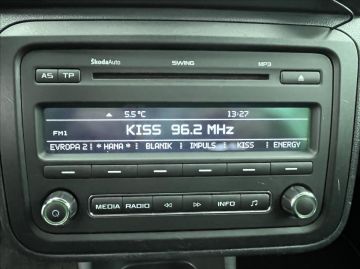 ŠkodaAuto SWING MP3
AS TP
5.5°C 13:27
FM1 KISS 96.2 MHz
EVROPA 2 *HAMA* BLANIK IMPULS KISS ENERGY
MEDIA RADIO INFO